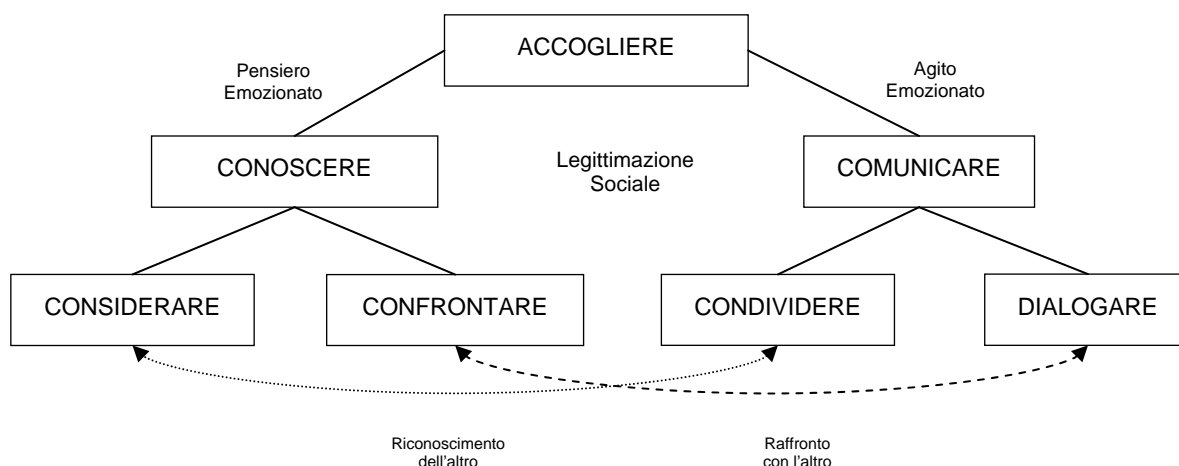 ACCOGLIERE
Pensiero
Emozionato
Agito
Emozionato
CONOSCERE
Legittimazione
Sociale
COMUNICARE
CONSIDERARE
CONFRONTARE
CONDIVIDERE
DIALOGARE
Riconoscimento
dell'altro
Raffronto
con l'altro